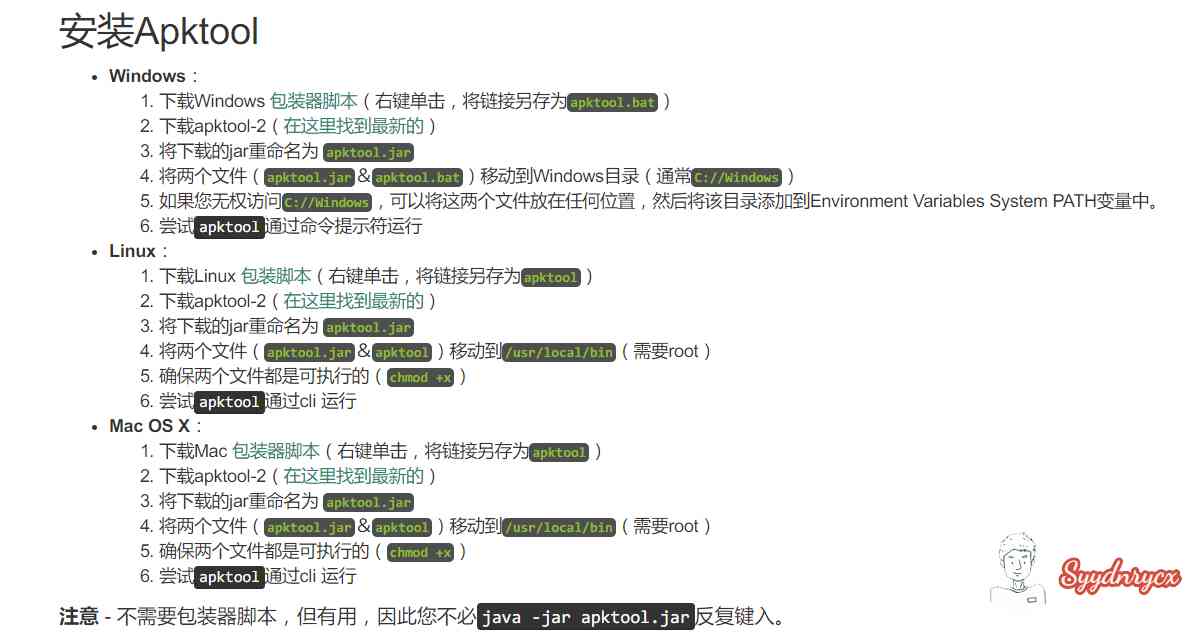 安装Apktool
Windows：
1. 下载Windows 包装器脚本（右键单击，将链接另存为apktool.bat）
2. 下载apktool-2（在这里找到最新的）
3. 将下载的jar重命名为 apktool.jar
4. 将两个文件（apktool.jar＆apktool.bat）移动到Windows目录（通常C://Windows）
5. 如果您无权访问C://Windows，可以将这两个文件放在任何位置，然后将该目录添加到Environment Variables System PATH变量中。
6. 尝试apktool通过命令提示符运行
Linux：
1. 下载Linux 包装脚本（右键单击，将链接另存为apktool）
2. 下载apktool-2（在这里找到最新的）
3. 将下载的jar重命名为 apktool.jar
4. 将两个文件（apktool.jar＆apktool）移动到/usr/local/bin（需要root）
5. 确保两个文件都是可执行的（chmod +x）
6. 尝试apktool通过cli 运行
Mac OS X：
1. 下载Mac 包装器脚本（右键单击，将链接另存为apktool）
2. 下载apktool-2（在这里找到最新的）
3. 将下载的jar重命名为 apktool.jar
4. 将两个文件（apktool.jar＆apktool）移动到/usr/local/bin（需要root）
5. 确保两个文件都是可执行的（chmod +x）
6. 尝试apktool通过cli 运行
Syydnrycx
注意 - 不需要包装器脚本，但有用，因此您不必java -jar apktool.jar反复键入。